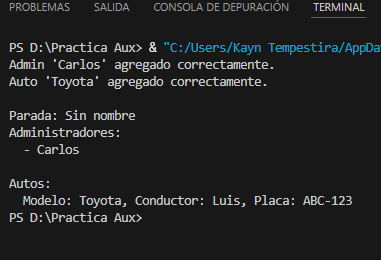 PROBLEMAS SALIDA CONSOLA DE DEPURACIÓN TERMINAL
PS D:\Practica Aux> & "C:/Users/Kayn Tempestira/AppDa
Admin 'Carlos' agregado correctamente.
Auto 'Toyota' agregado correctamente.
Parada: Sin nombre
Administradores:
- Carlos
Autos:
Modelo: Toyota, Conductor: Luis, Placa: ABC-123
PS D:\Practica Aux>